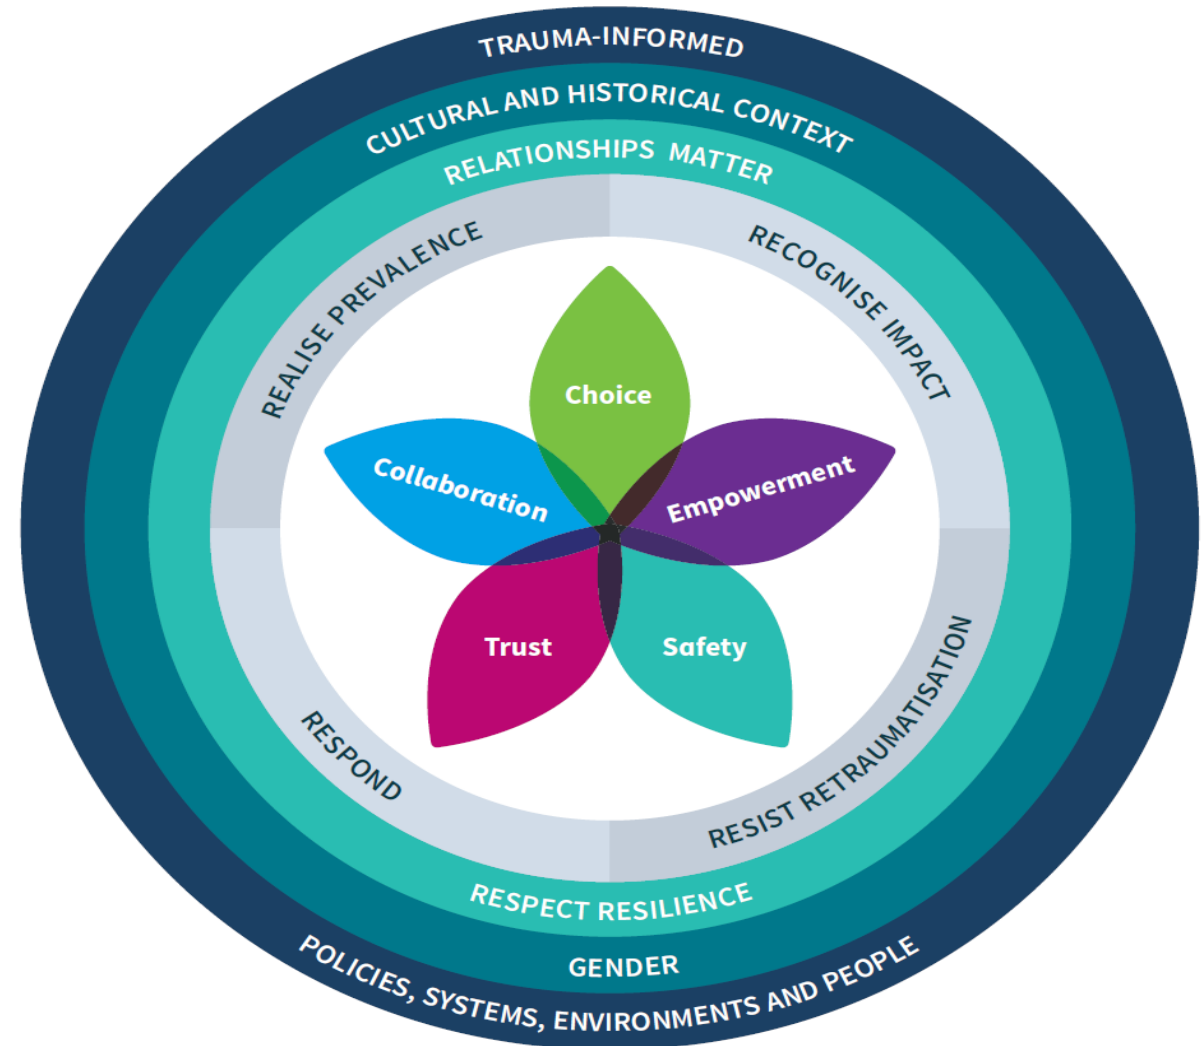 TRAUMA-INFORMED
CULTURAL AND HISTORICAL CONTEXT
RELATIONSHIPS MATTER
REALISE PREVALENCE
RECOGNISE IMPACT
Choice
Collaboration
Empowerment
Trust
Safety
RESPOND
RESIST RETRAUMATISATION
RESPECT RESILIENCE
GENDER
POLICIES, SYSTEMS, ENVIRONMENTS AND PEOPLE